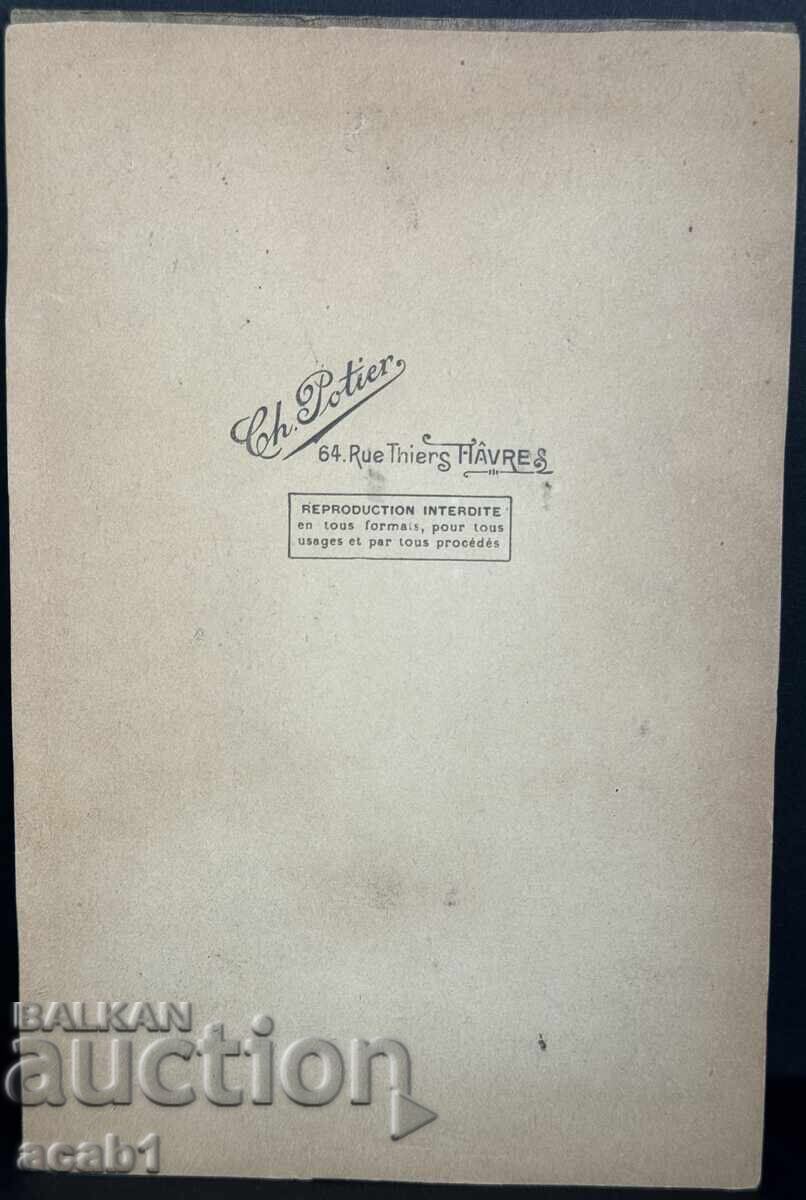 Ch. Potier
64. Rue Thiers HÂVRE
REPRODUCTION INTERDITE
en tous formats, pour tous
usages et par tous procédés
BALKAN
auction
acab1